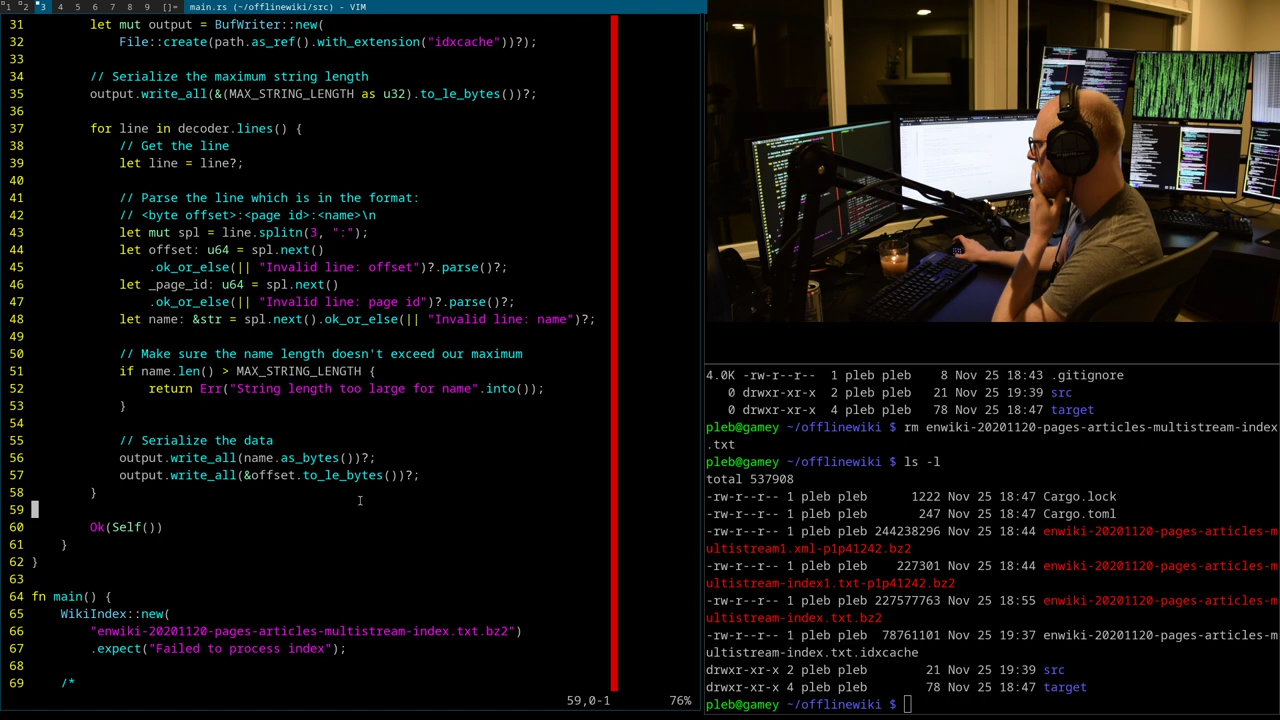 1 2 3 4 5 6 7 8 9 []= main.rs (~/offlinewiki/src) - VIM
31 let mut output = BufWriter::new(
32 File::create(path.as_ref().with_extension("idxcache"))?);
33
34 // Serialize the maximum string length
35 output.write_all(&(MAX_STRING_LENGTH as u32).to_le_bytes())?;
36
37 for line in decoder.lines() {
38 // Get the line
39 let line = line?;
40
41 // Parse the line which is in the format:
42 // <byte offset>:<page id>:<name>\n
43 let mut spl = line.splitn(3, ":");
44 let offset: u64 = spl.next()
45 .ok_or_else(|| "Invalid line: offset")?.parse()?;
46 let _page_id: u64 = spl.next()
47 .ok_or_else(|| "Invalid line: page id")?.parse()?;
48 let name: &str = spl.next().ok_or_else(|| "Invalid line: name")?;
49
50 // Make sure the name length doesn't exceed our maximum
51 if name.len() > MAX_STRING_LENGTH {
52 return Err("String length too large for name".into());
53 }
54
55 // Serialize the data
56 output.write_all(name.as_bytes())?;
57 output.write_all(&offset.to_le_bytes())?;
58 }
59
60 Ok(Self())
61 }
62 }
63
64 fn main() {
65 WikiIndex::new(
66 "enwiki-20201120-pages-articles-multistream-index.txt.bz2")
67 .expect("Failed to process index");
68
69 /*
59,0-1 76%
4.0K -rw-r--r-- 1 pleb pleb 8 Nov 25 18:43 .gitignore
0 drwxr-xr-x 2 pleb pleb 21 Nov 25 19:39 src
0 drwxr-xr-x 4 pleb pleb 78 Nov 25 18:47 target
pleb@gamey ~/offlinewiki $ rm enwiki-20201120-pages-articles-multistream-index
.txt
pleb@gamey ~/offlinewiki $ ls -l
total 537908
-rw-r--r-- 1 pleb pleb 1222 Nov 25 18:47 Cargo.lock
-rw-r--r-- 1 pleb pleb 247 Nov 25 18:47 Cargo.toml
-rw-r--r-- 1 pleb pleb 244238296 Nov 25 18:44 enwiki-20201120-pages-articles-m
ultistream1.xml-p1p41242.bz2
-rw-r--r-- 1 pleb pleb 227301 Nov 25 18:44 enwiki-20201120-pages-articles-m
ultistream-index1.txt-p1p41242.bz2
-rw-r--r-- 1 pleb pleb 227577763 Nov 25 18:55 enwiki-20201120-pages-articles-m
ultistream-index.txt.bz2
-rw-r--r-- 1 pleb pleb 78761101 Nov 25 19:37 enwiki-20201120-pages-articles-m
ultistream-index.txt.idxcache
drwxr-xr-x 2 pleb pleb 21 Nov 25 19:39 src
drwxr-xr-x 4 pleb pleb 78 Nov 25 18:47 target
pleb@gamey ~/offlinewiki $